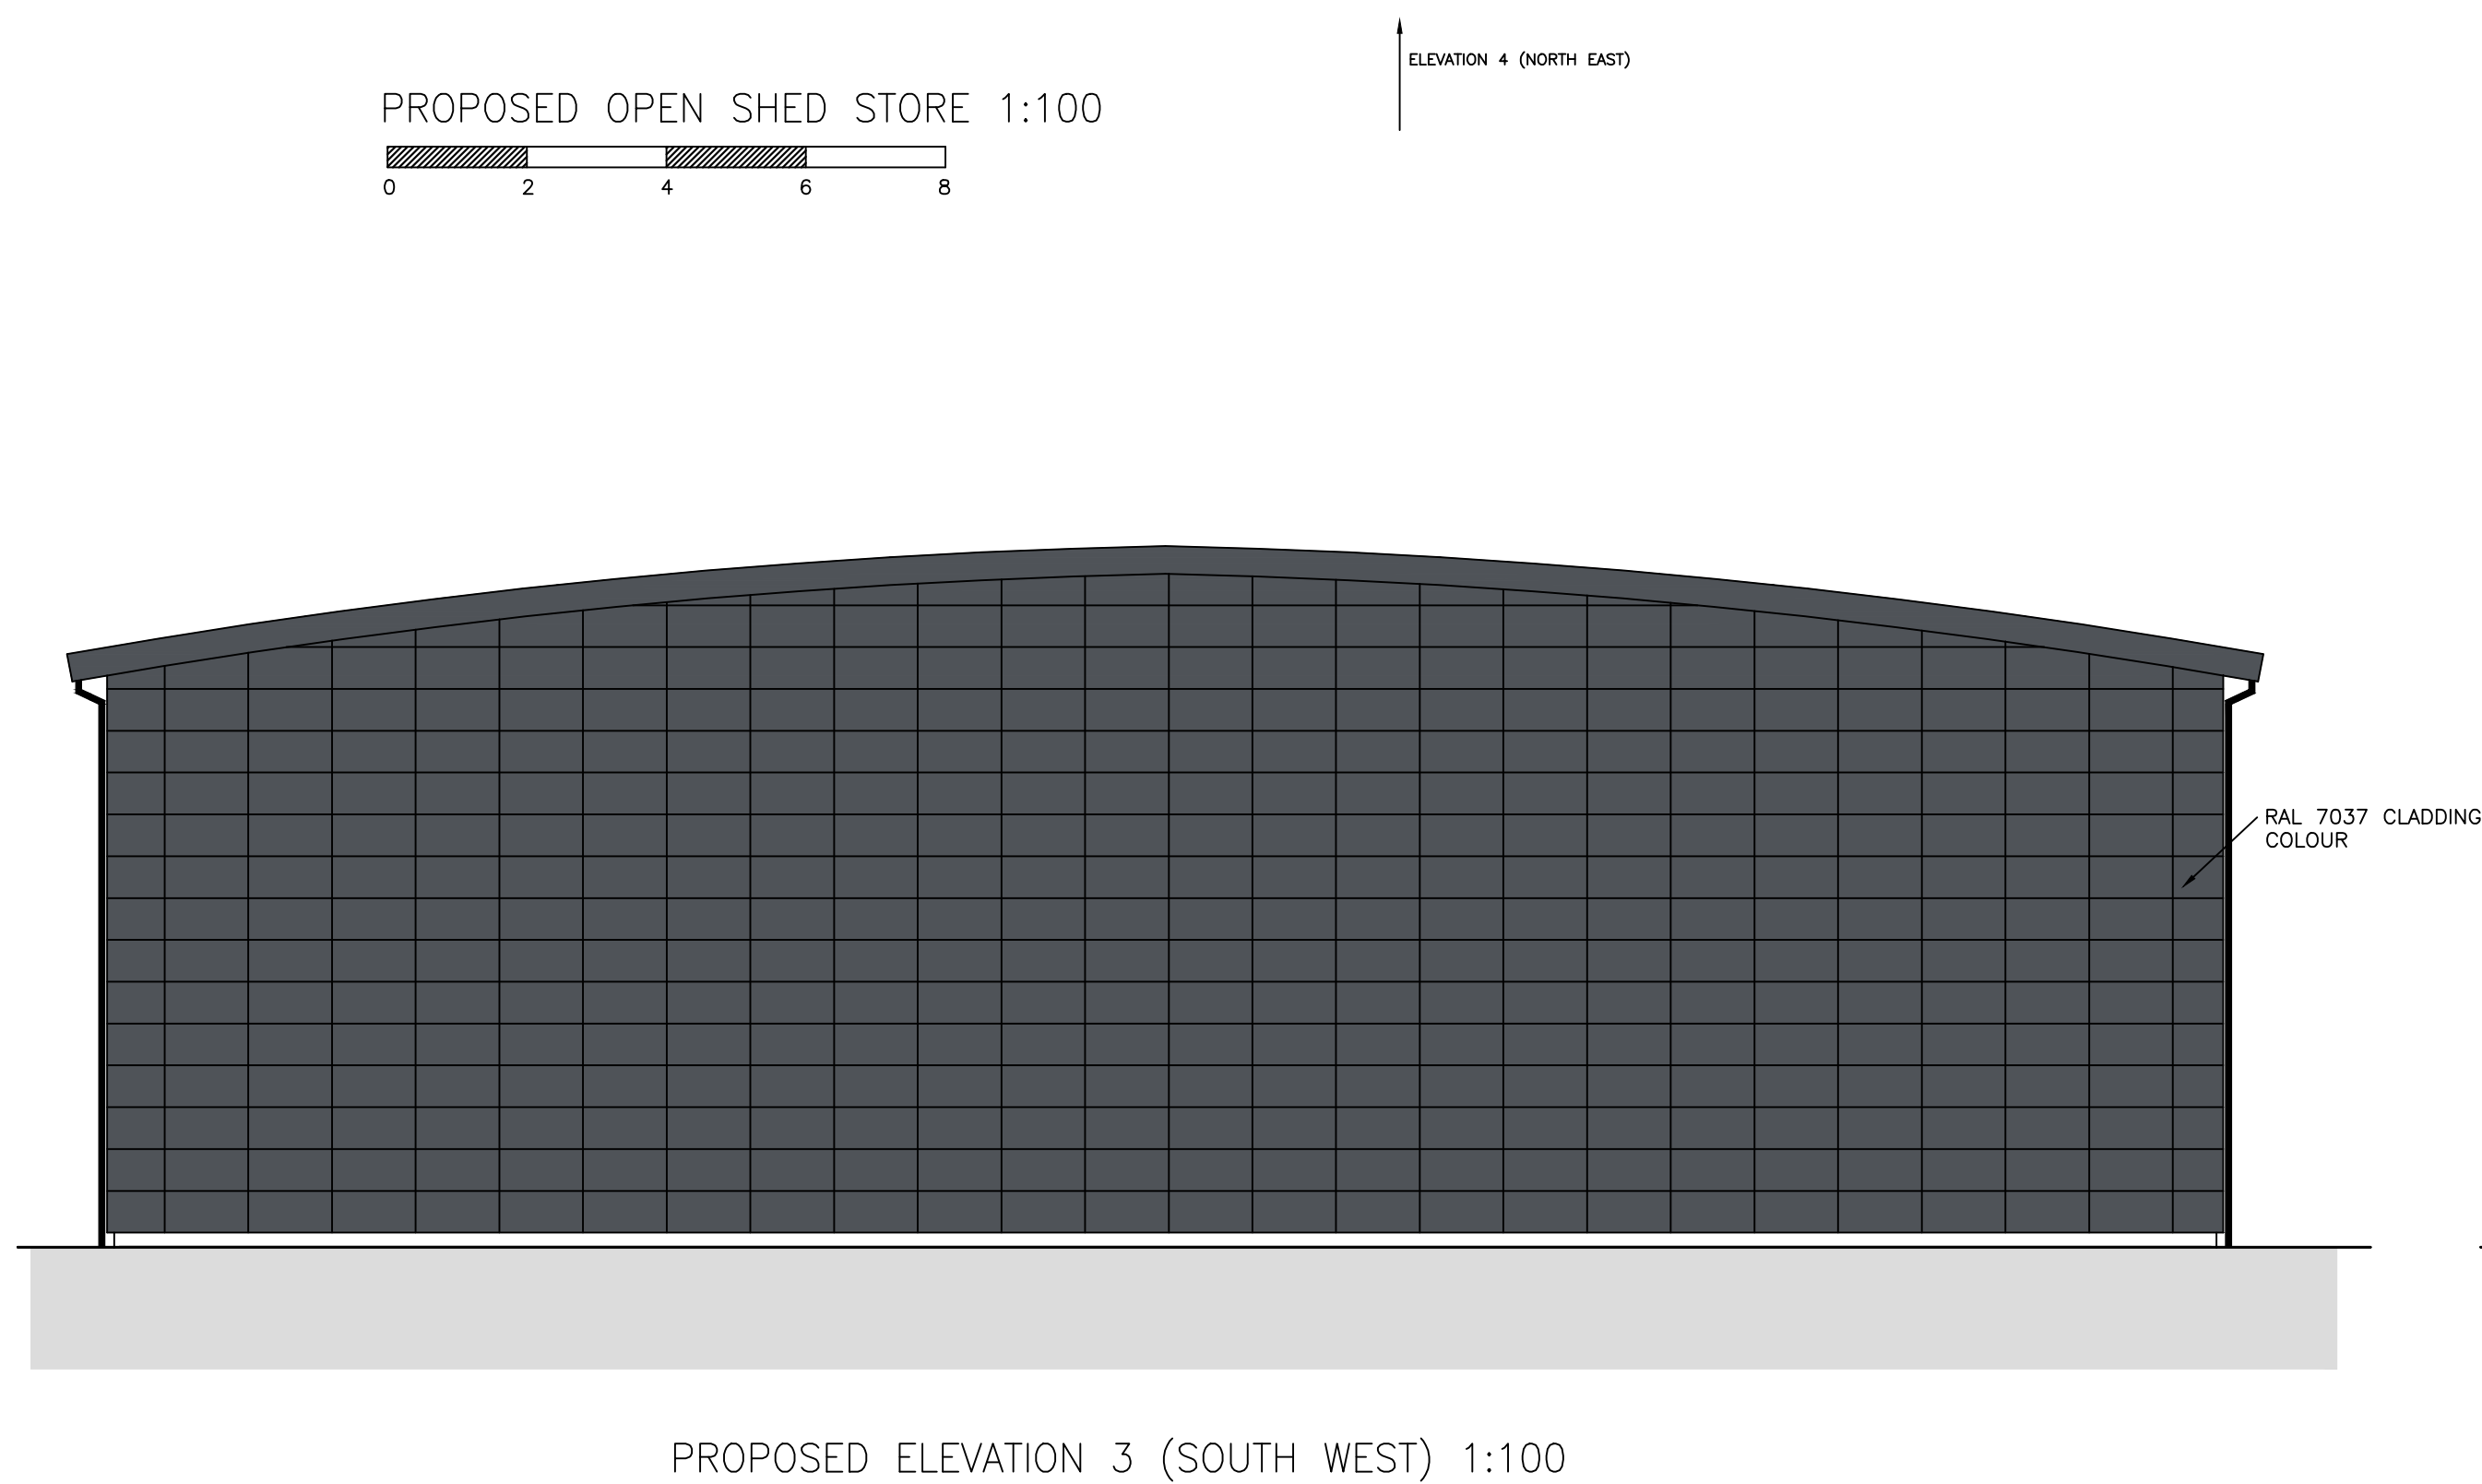 ELEVATION 4 (NORTH EAST)
PROPOSED OPEN SHED STORE 1:100
0 2 4 6 8
RAL 7037 CLADDING
COLOUR
PROPOSED ELEVATION 3 (SOUTH WEST) 1:100